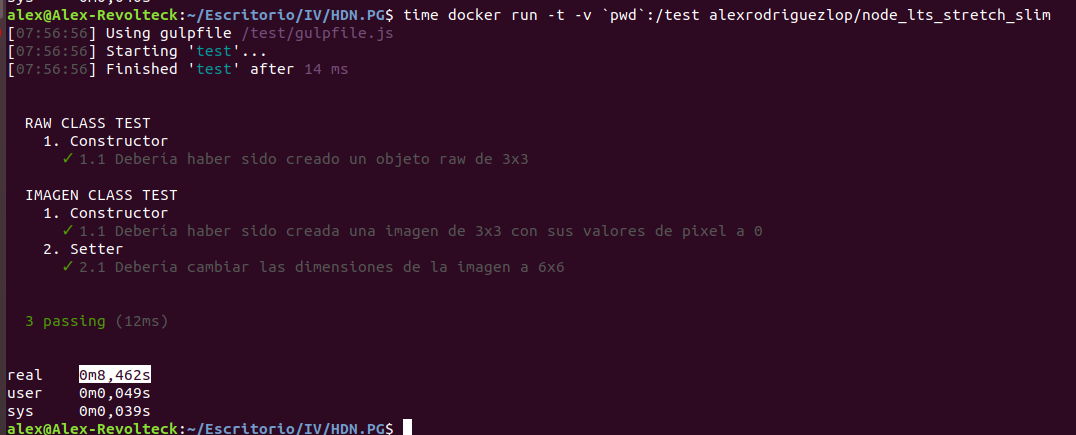 alex@Alex-Revolteck:~/Escritorio/IV/HDN.PG$ time docker run -t -v `pwd`:/test alexrodriguezlop/node_lts_stretch_slim
[07:56:56] Using gulpfile /test/gulpfile.js
[07:56:56] Starting 'test'...
[07:56:56] Finished 'test' after 14 ms
RAW CLASS TEST
1. Constructor
✓ 1.1 Debería haber sido creado un objeto raw de 3x3
IMAGEN CLASS TEST
1. Constructor
✓ 1.1 Debería haber sido creada una imagen de 3x3 con sus valores de pixel a 0
2. Setter
✓ 2.1 Debería cambiar las dimensiones de la imagen a 6x6
3 passing (12ms)
real 0m8,462s
user 0m0,049s
sys 0m0,039s
alex@Alex-Revolteck:~/Escritorio/IV/HDN.PG$